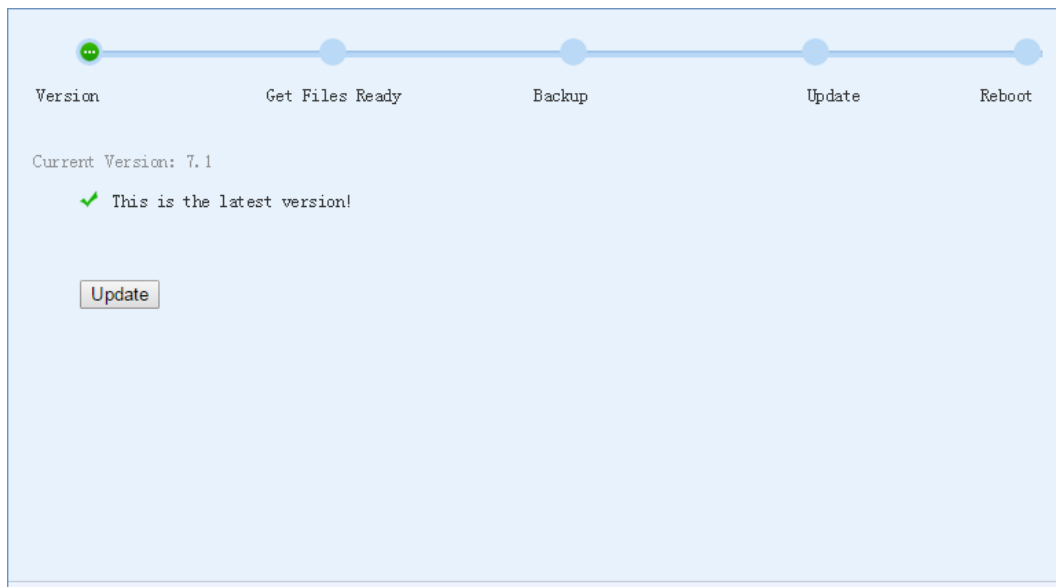 Version Get Files Ready Backup Update Reboot
Current Version: 7.1
This is the latest version!
Update